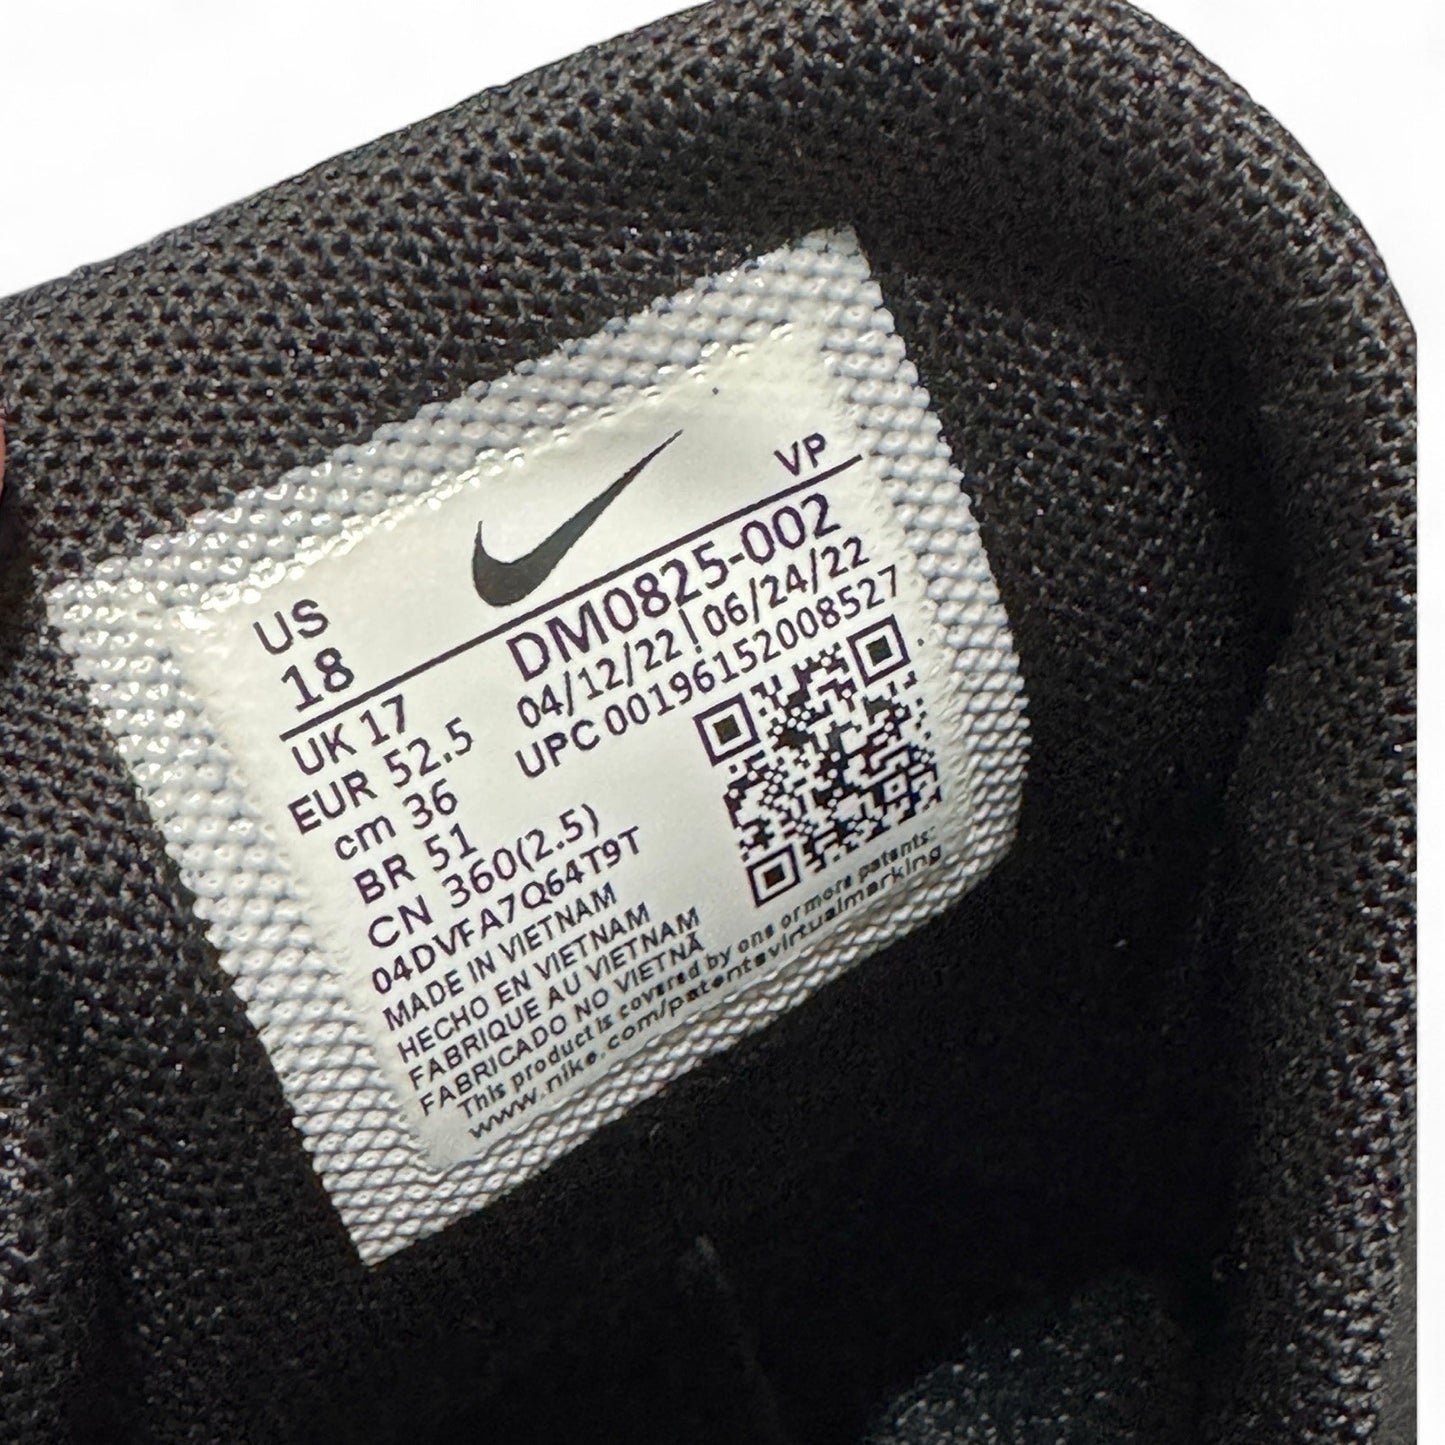 VP
US
18
DM0825-002
04/12/22 | 06/24/22
UPC 00196152008527
UK 17
EUR 52.5
cm 36
BR 51
CN 360(2.5)
04DVFA7Q64T9T
MADE IN VIETNAM
HECHO EN VIETNAM
FABRIQUE AU VIETNAM
FABRICADO NO VIETNÃ
This product is covered by one or more patents:
www.nike.com/patentsvirtualmarking